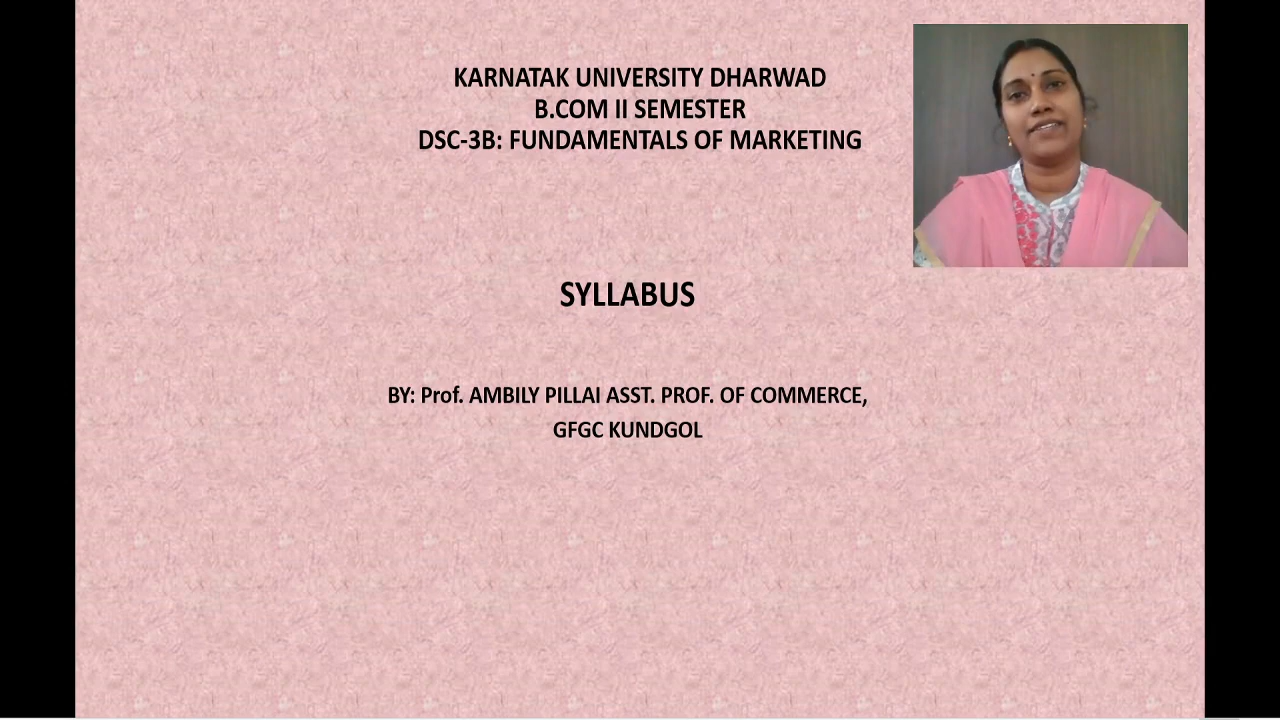 KARNATAK UNIVERSITY DHARWAD
B.COM II SEMESTER
DSC-3B: FUNDAMENTALS OF MARKETING
SYLLABUS
BY: Prof. AMBILY PILLAI ASST. PROF. OF COMMERCE,
GFGC KUNDGOL